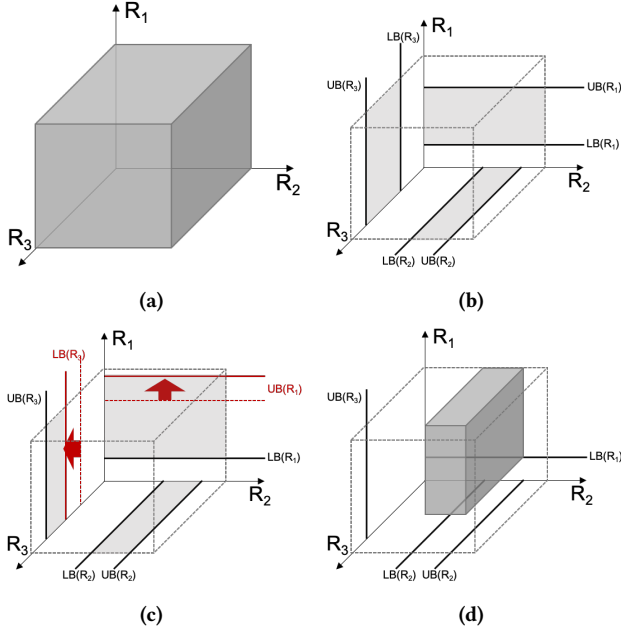 R1
R2
R3
(a)
R1
LB(R3)
UB(R3)
UB(R1)
LB(R1)
R2
R3
LB(R2)
UB(R2)
(b)
R1
LB(R3)
UB(R1)
UB(R3)
LB(R1)
R2
R3
LB(R2)
UB(R2)
(c)
R1
UB(R3)
LB(R1)
R2
R3
LB(R2)
UB(R2)
(d)